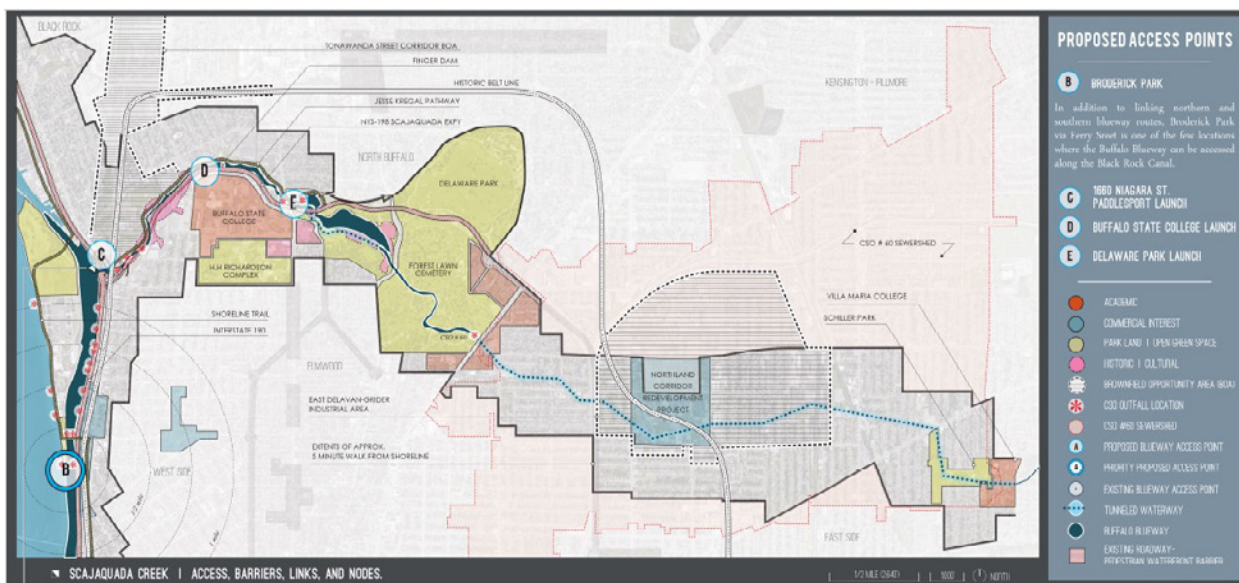 BLACK ROCK
TONAWANDA STREET CORRIDOR BOA
FINGER DAM
HISTORIC BELT LINE
JESSE KREGAL PATHWAY
NYS-198 SCAJAQUADA EXPY
NORTH BUFFALO
KENSINGTON - FILLMORE
DELAWARE PARK
D
E
C
B
BUFFALO STATE
COLLEGE
H.H RICHARDSON
COMPLEX
FOREST LAWN
CEMETERY
CSO # 60 SEWERSHED
VILLA MARIA COLLEGE
SCHILLER PARK
SHORELINE TRAIL
INTERSTATE 190
CSO #60
ELMWOOD
EAST DELAVAN-GRIDER
INDUSTRIAL AREA
NORTHLAND
CORRIDOR
REDEVELOPMENT
PROJECT
EXTENTS OF APPROX.
5 MINUTE WALK FROM SHORELINE
WEST SIDE
1/2 mile
1 mile
EAST SIDE
SCAJAQUADA CREEK | ACCESS, BARRIERS, LINKS, AND NODES.
1/2 MILE (2640')
1000'
NORTH
PROPOSED ACCESS POINTS
B BRODERICK PARK
In addition to linking northern and
southern blueway routes, Broderick Park
via Ferry Sreet is one of the few locations
where the Buffalo Blueway can be accessed
along the Black Rock Canal.
C 1660 NIAGARA ST.
PADDLESPORT LAUNCH
D BUFFALO STATE COLLEGE LAUNCH
E DELAWARE PARK LAUNCH
ACADEMIC
COMMERCIAL INTEREST
PARK LAND | OPEN GREEN SPACE
HISTORIC | CULTURAL
BROWNFIELD OPPORTUNITY AREA (BOA)
CSO OUTFALL LOCATION
CSO #60 SEWERSHED
A PROPOSED BLUEWAY ACCESS POINT
PRIORITY PROPOSED ACCESS POINT
EXISTING BLUEWAY ACCESS POINT
TUNNELED WATERWAY
BUFFALO BLUEWAY
EXISTING ROADWAY-
PEDESTRIAN WATERFRONT BARRIER